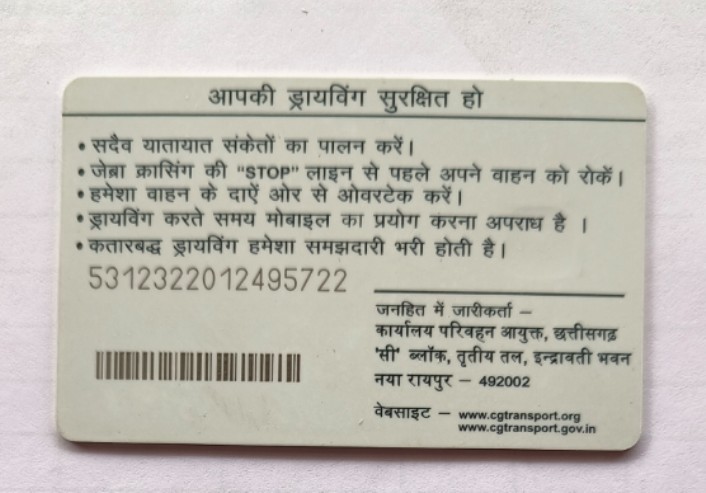 आपकी ड्रायविंग सुरक्षित हो
• सदैव यातायात संकेतों का पालन करें।
• जेब्रा क्रासिंग की "STOP" लाइन से पहले अपने वाहन को रोकें।
• हमेशा वाहन के दाऐं ओर से ओवरटेक करें।
• ड्रायविंग करते समय मोबाइल का प्रयोग करना अपराध है ।
• कतारबद्ध ड्रायविंग हमेशा समझदारी भरी होती है।
5312322012495722
जनहित में जारीकर्ता –
कार्यालय परिवहन आयुक्त, छत्तीसगढ़
'सी' ब्लॉक, तृतीय तल, इन्द्रावती भवन
नया रायपुर – 492002
वेबसाइट – www.cgtransport.org
www.cgtransport.gov.in